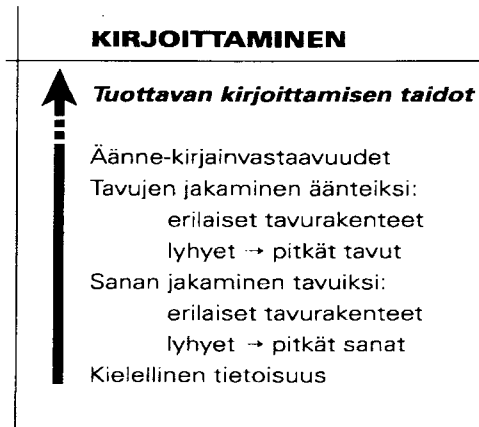 KIRJOITTAMINEN
Tuottavan kirjoittamisen taidot
Äänne-kirjainvastaavuudet
Tavujen jakaminen äänteiksi:
erilaiset tavurakenteet
lyhyet → pitkät tavut
Sanan jakaminen tavuiksi:
erilaiset tavurakenteet
lyhyet → pitkät sanat
Kielellinen tietoisuus